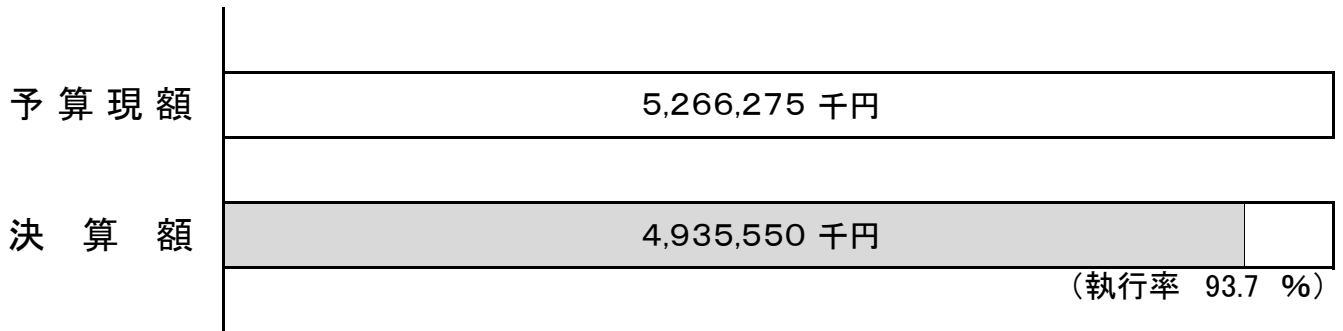 予算現額 5,266,275 千円
決算額 4,935,550 千円
（執行率 93.7 %）